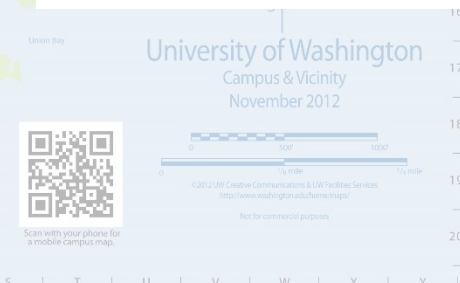 16
Union Bay
University of Washington
17
Campus & Vicinity
November 2012
18
0 500' 1000'
0 ¼ mile ½ mile
19
©2012 UW Creative Communications & UW Facilities Services
http://www.washington.edu/home/maps/
Not for commercial purposes
Scan with your phone for
a mobile campus map.
20
S T U V W X Y